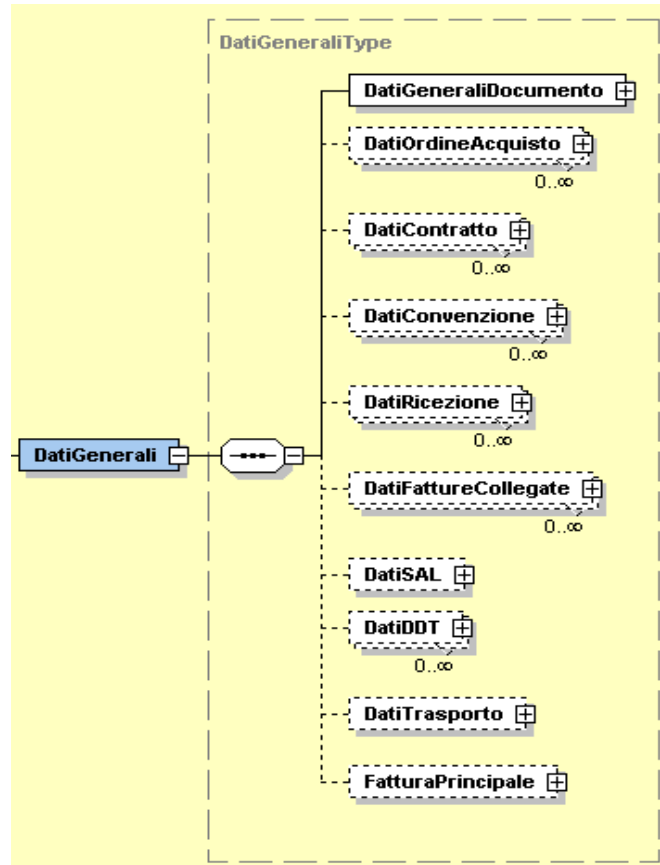 DatiGeneraliType
DatiGeneraliDocumento
DatiOrdineAcquisto
0..∞
DatiContratto
0..∞
DatiConvenzione
0..∞
DatiRicezione
0..∞
DatiGenerali
DatiFattureCollegate
0..∞
DatiSAL
DatiDDT
0..∞
DatiTrasporto
FatturaPrincipale